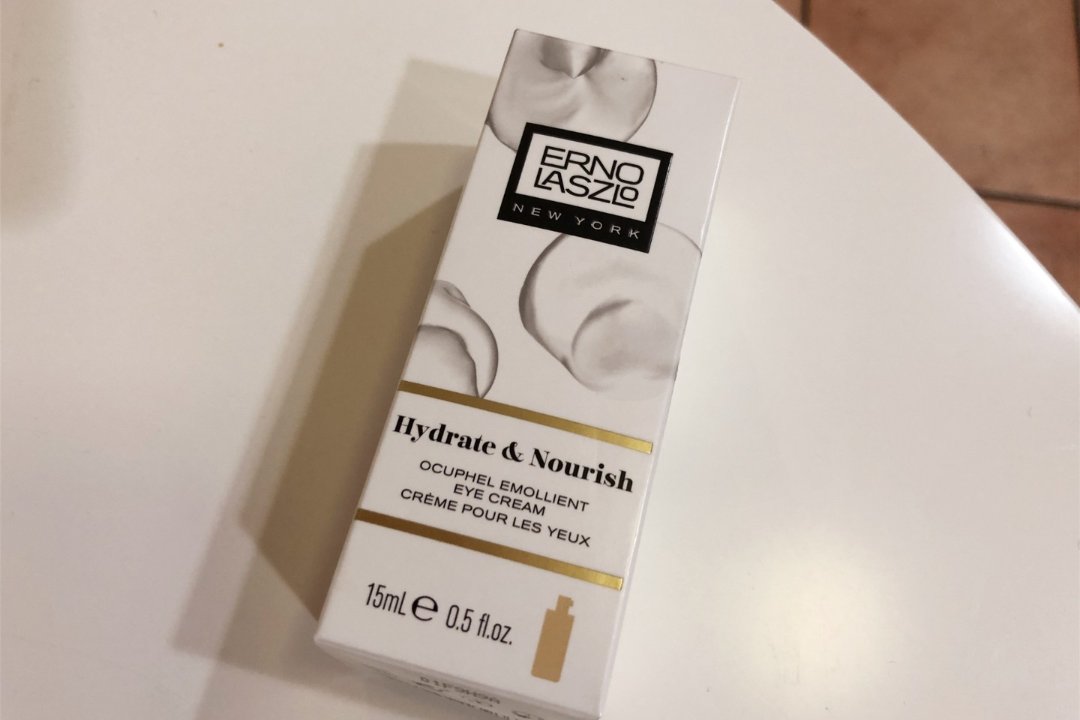 ERNO
LASZLO
NEW YORK
Hydrate & Nourish
OCUPHEL EMOLLIENT
EYE CREAM
CRÈME POUR LES YEUX
15mL ℮ 0.5 fl.oz.